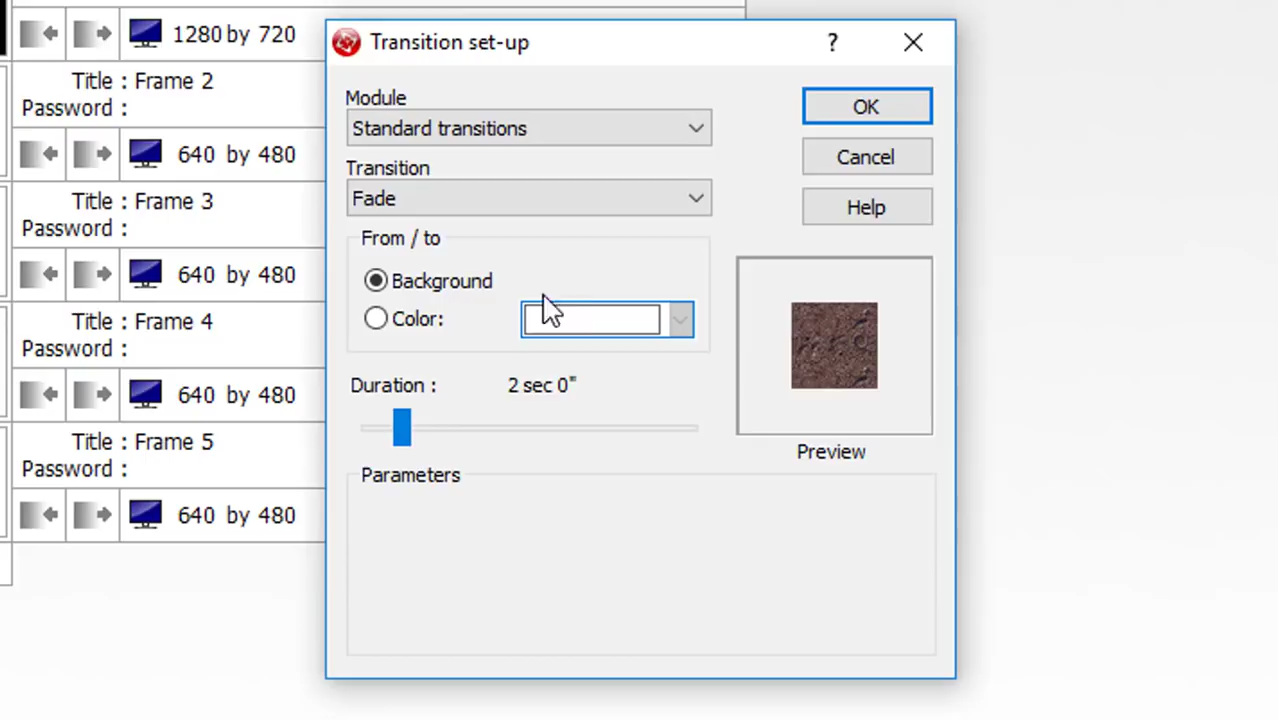 1280 by 720
Title : Frame 2
Password :
640 by 480
Title : Frame 3
Password :
640 by 480
Title : Frame 4
Password :
640 by 480
Title : Frame 5
Password :
640 by 480
Transition set-up
?
Module
Standard transitions
Transition
Fade
From / to
Background
Color:
Duration : 2 sec 0"
Parameters
OK
Cancel
Help
Preview